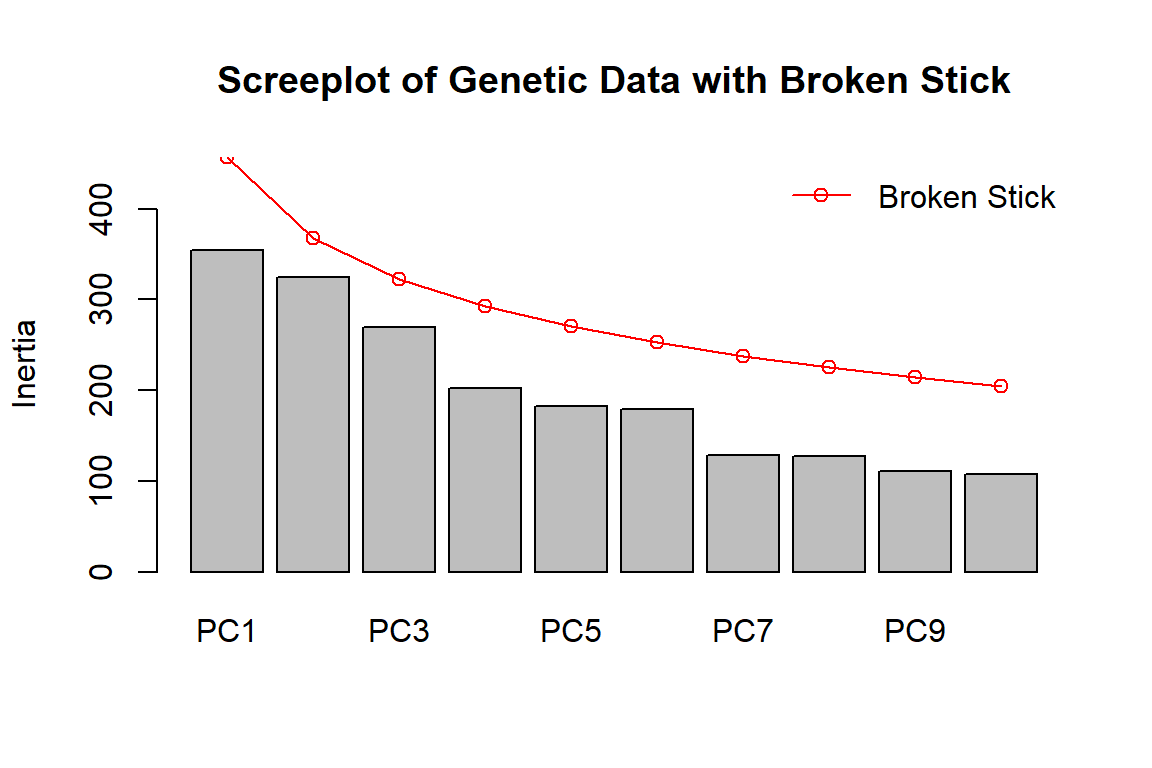 Screeplot of Genetic Data with Broken Stick
Broken Stick
Inertia
400
300
200
100
0
PC1 PC3 PC5 PC7 PC9